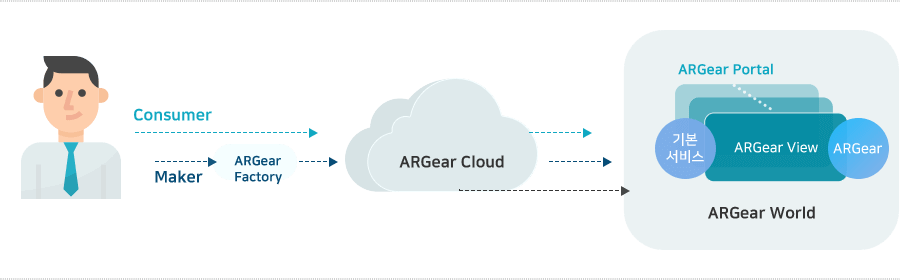 Consumer
Maker
ARGear
Factory
ARGear Cloud
ARGear Portal
기본
서비스
ARGear View
ARGear
ARGear World